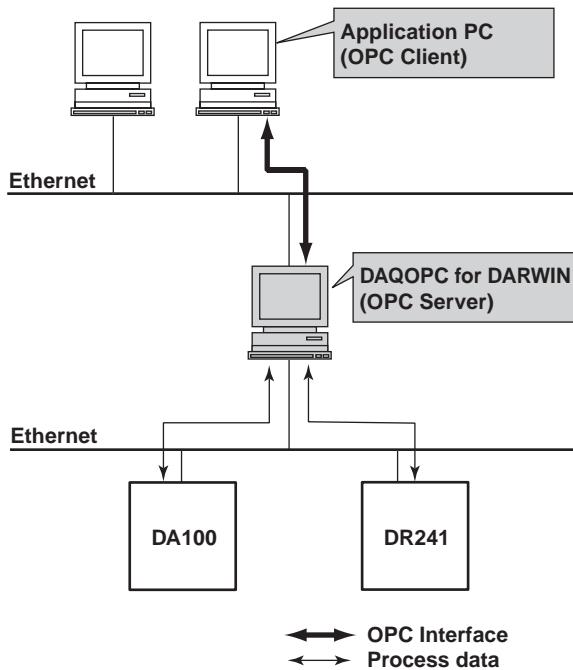 Application PC
(OPC Client)
Ethernet
DAQOPC for DARWIN
(OPC Server)
Ethernet
DA100
DR241
OPC Interface
Process data